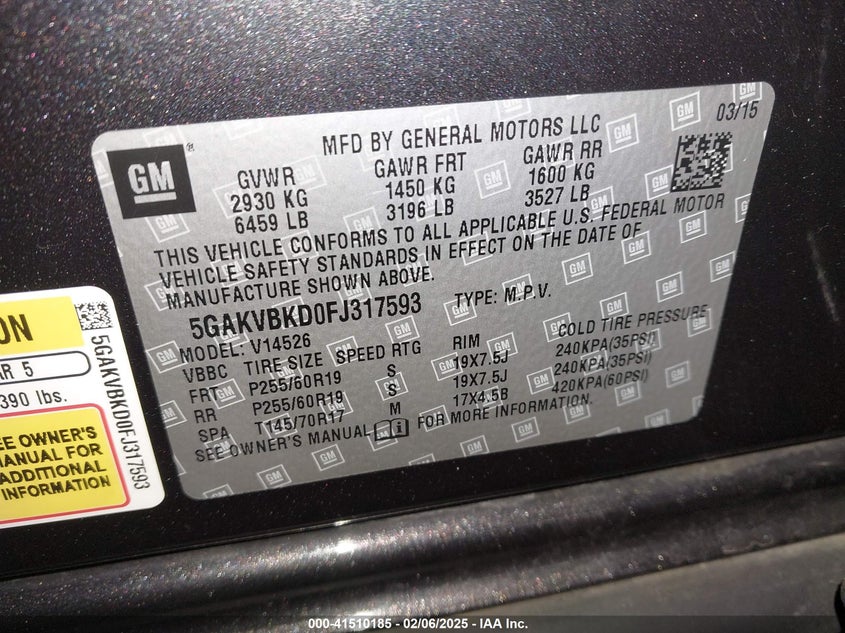 GM
MFD BY GENERAL MOTORS LLC
03/15
GVWR GAWR FRT GAWR RR
2930 KG 1450 KG 1600 KG
6459 LB 3196 LB 3527 LB
THIS VEHICLE CONFORMS TO ALL APPLICABLE U.S. FEDERAL MOTOR
VEHICLE SAFETY STANDARDS IN EFFECT ON THE DATE OF
MANUFACTURE SHOWN ABOVE.
5GAKVBKD0FJ317593 TYPE: M.P.V.
MODEL: V14526
VBBC TIRE SIZE SPEED RTG RIM COLD TIRE PRESSURE
FRT P255/60R19 S 19X7.5J 240KPA(35PSI)
RR P255/60R19 S 19X7.5J 240KPA(35PSI)
SPA T145/70R17 M 17X4.5B 420KPA(60PSI)
SEE OWNER'S MANUAL FOR MORE INFORMATION.
ON
AR 5
390 lbs.
SEE OWNER'S
MANUAL FOR
ADDITIONAL
INFORMATION
5GAKVBKD0FJ317593
000-41510185 - 02/06/2025 - IAA Inc.